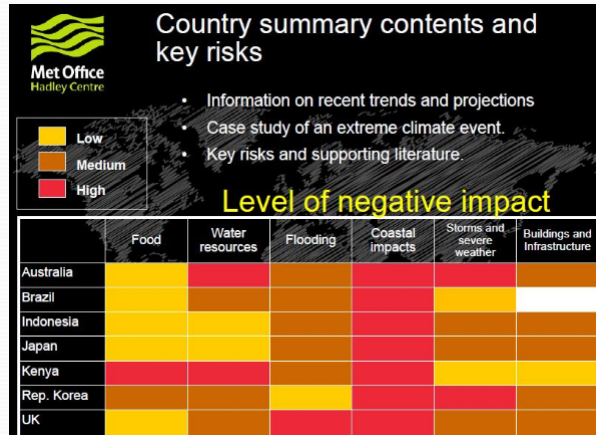 Met Office
Hadley Centre
Country summary contents and
key risks
• Information on recent trends and projections
• Case study of an extreme climate event.
• Key risks and supporting literature.
Low
Medium
High
Level of negative impact
Food
Water
resources
Flooding
Coastal
impacts
Storms and
severe
weather
Buildings and
Infrastructure
Australia
Brazil
Indonesia
Japan
Kenya
Rep. Korea
UK